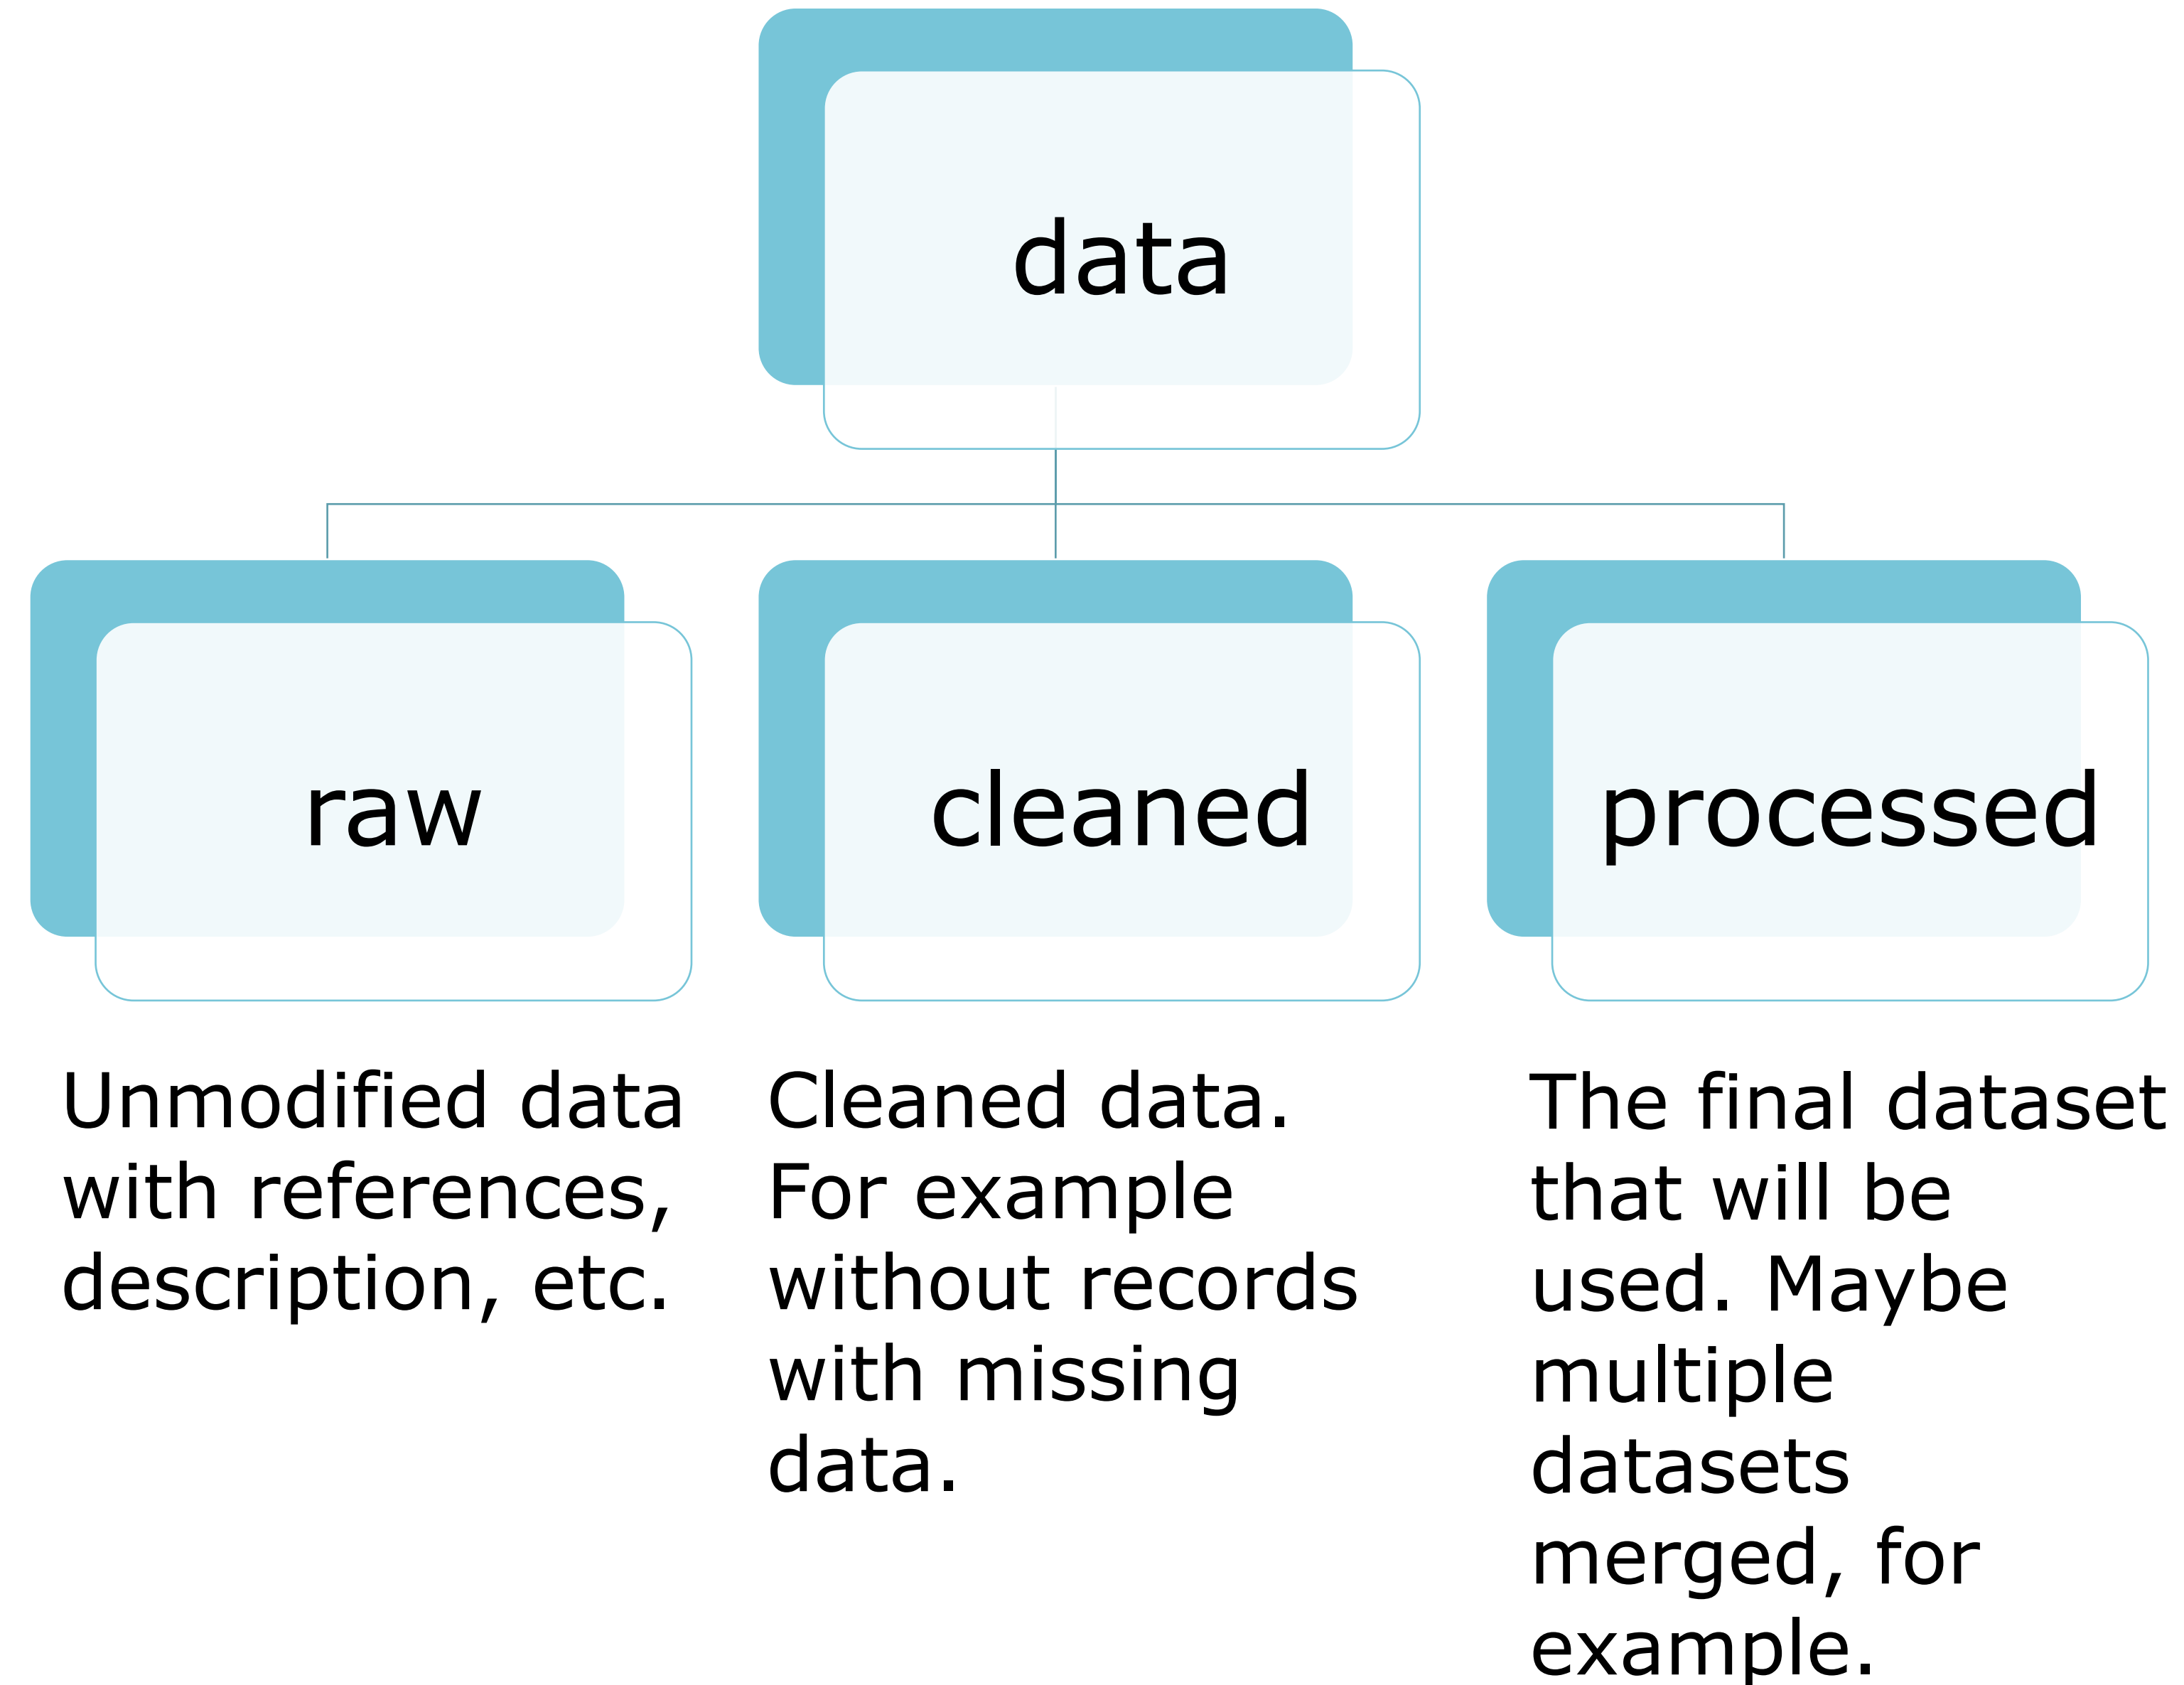 data
raw
cleaned
processed
Unmodified data
with references,
description, etc.
Cleaned data.
For example
without records
with missing
data.
The final dataset
that will be
used. Maybe
multiple
datasets
merged, for
example.